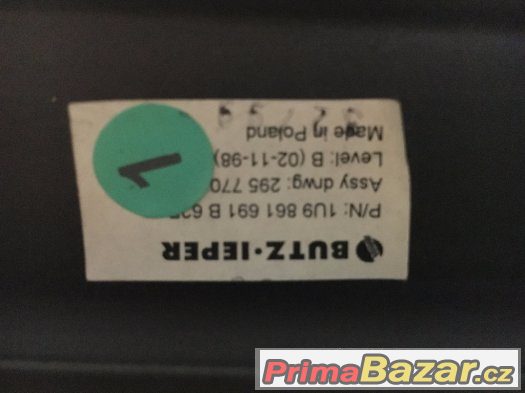 BUTZ·IEPER
P/N: 1U9 861 691 B
Assy drwg: 295 770
Level: B (02-11-98)
Made in Poland
1
PrimaBazar.cz